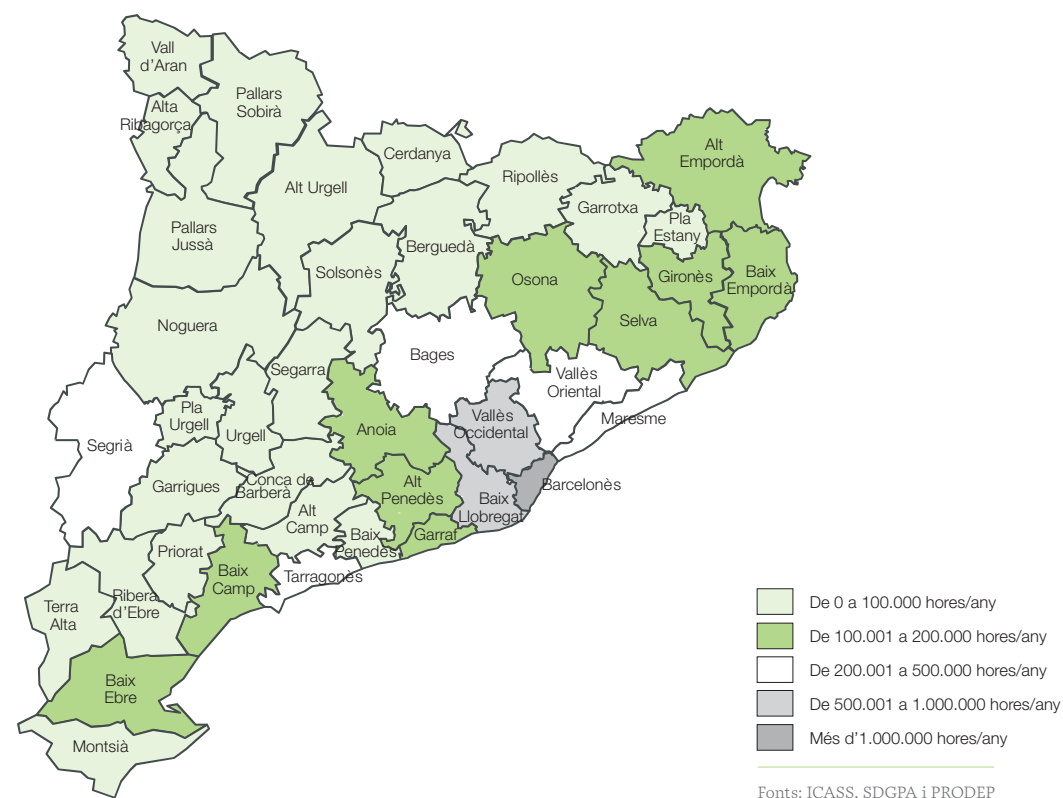 Vall
d’Aran
Alta
Ribagorça
Pallars
Sobirà
Cerdanya
Alt Urgell
Ripollès
Alt
Empordà
Garrotxa
Pla
Estany
Pallars
Jussà
Berguedà
Solsonès
Osona
Gironès
Baix
Empordà
Noguera
Selva
Bages
Segarra
Vallès
Oriental
Pla
Urgell
Urgell
Anoia
Vallès
Occidental
Maresme
Segrià
Garrigues
Conca de
Barberà
Alt
Penedès
Barcelonès
Baix
Llobregat
Alt
Camp
Garraf
Baix
Penedès
Priorat
Baix
Camp
Tarragonès
Ribera
d’Ebre
Terra
Alta
Baix
Ebre
Montsià
De 0 a 100.000 hores/any
De 100.001 a 200.000 hores/any
De 200.001 a 500.000 hores/any
De 500.001 a 1.000.000 hores/any
Més d’1.000.000 hores/any
Fonts: ICASS, SDGPA i PRODEP